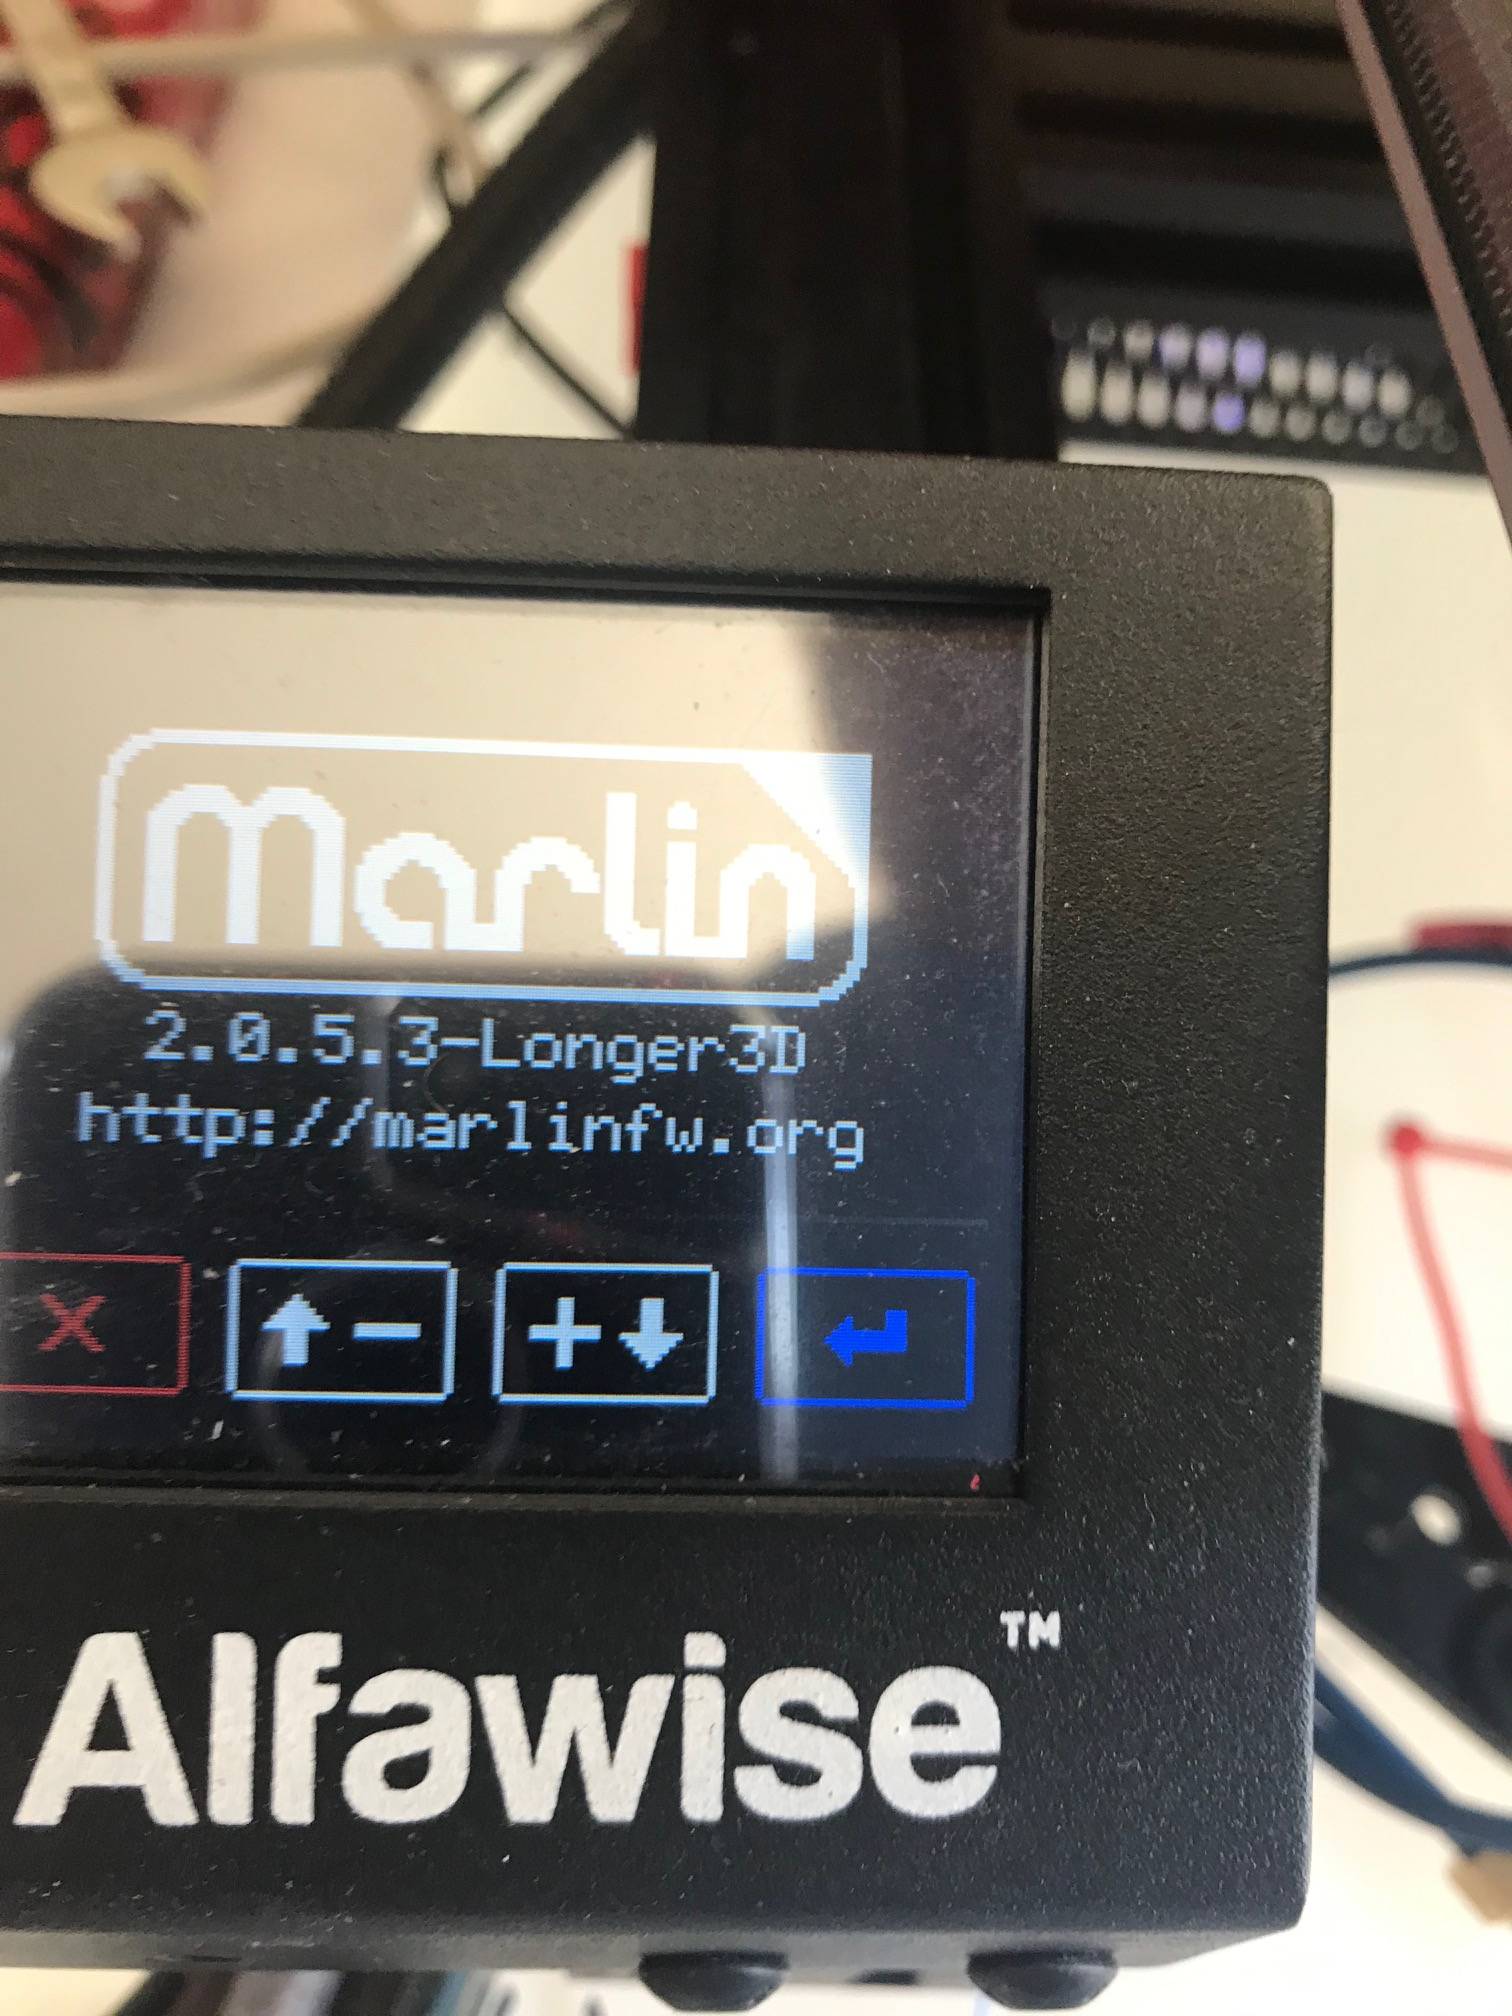 Marlin
2.0.5.3-Longer3D
http://marlinfw.org
X
Alfawise™